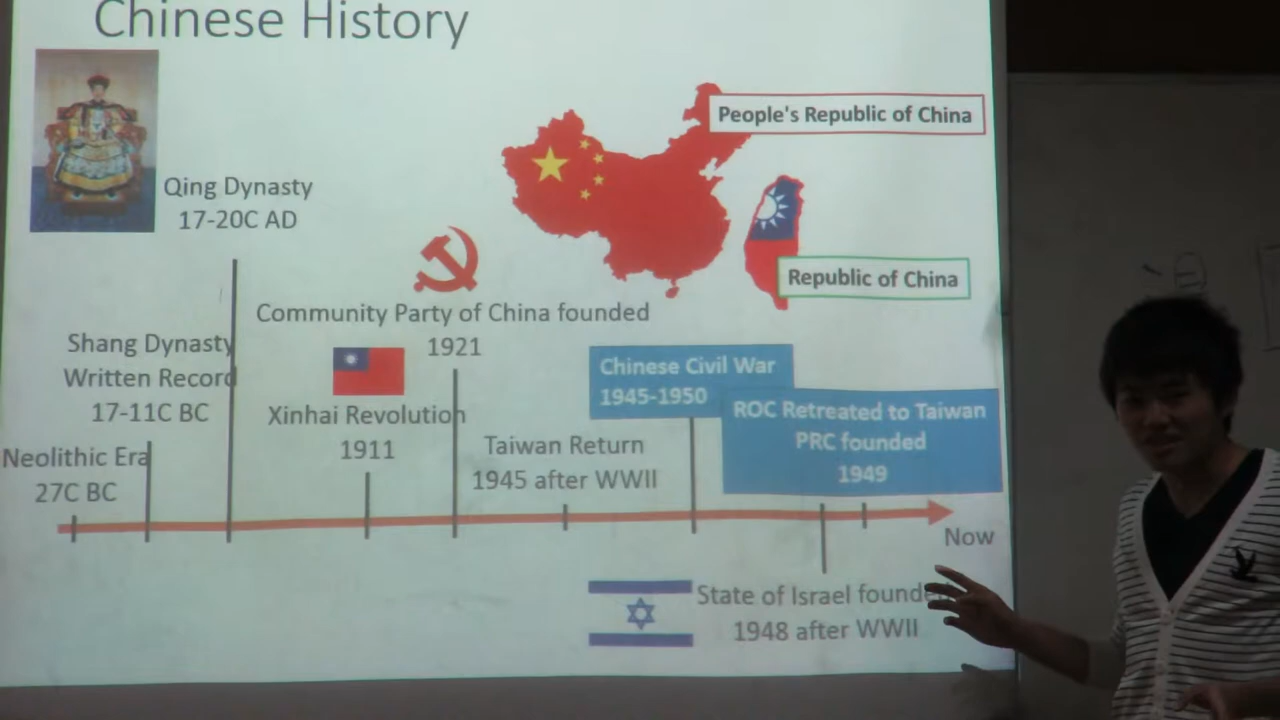 Chinese History
People's Republic of China
Qing Dynasty
17-20C AD
Republic of China
Community Party of China founded
1921
Shang Dynasty
Written Record
17-11C BC
Chinese Civil War
1945-1950
Xinhai Revolution
1911
ROC Retreated to Taiwan
PRC founded
1949
Taiwan Return
1945 after WWII
Neolithic Era
27C BC
Now
State of Israel founded
1948 after WWII